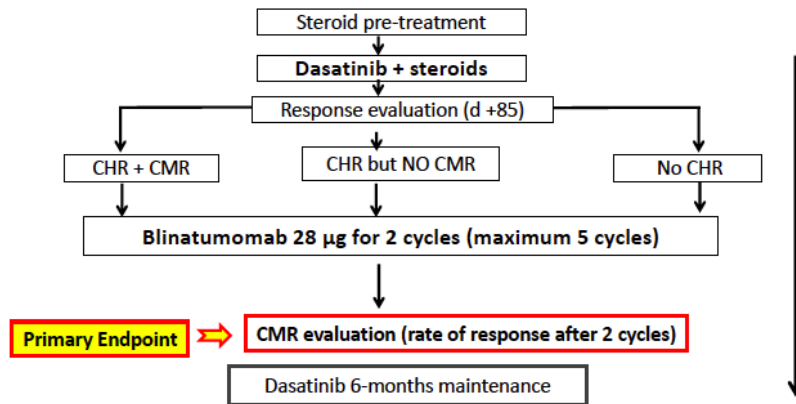 Steroid pre-treatment
Dasatinib + steroids
Response evaluation (d +85)
CHR + CMR
CHR but NO CMR
No CHR
Blinatumomab 28 µg for 2 cycles (maximum 5 cycles)
Primary Endpoint
CMR evaluation (rate of response after 2 cycles)
Dasatinib 6-months maintenance